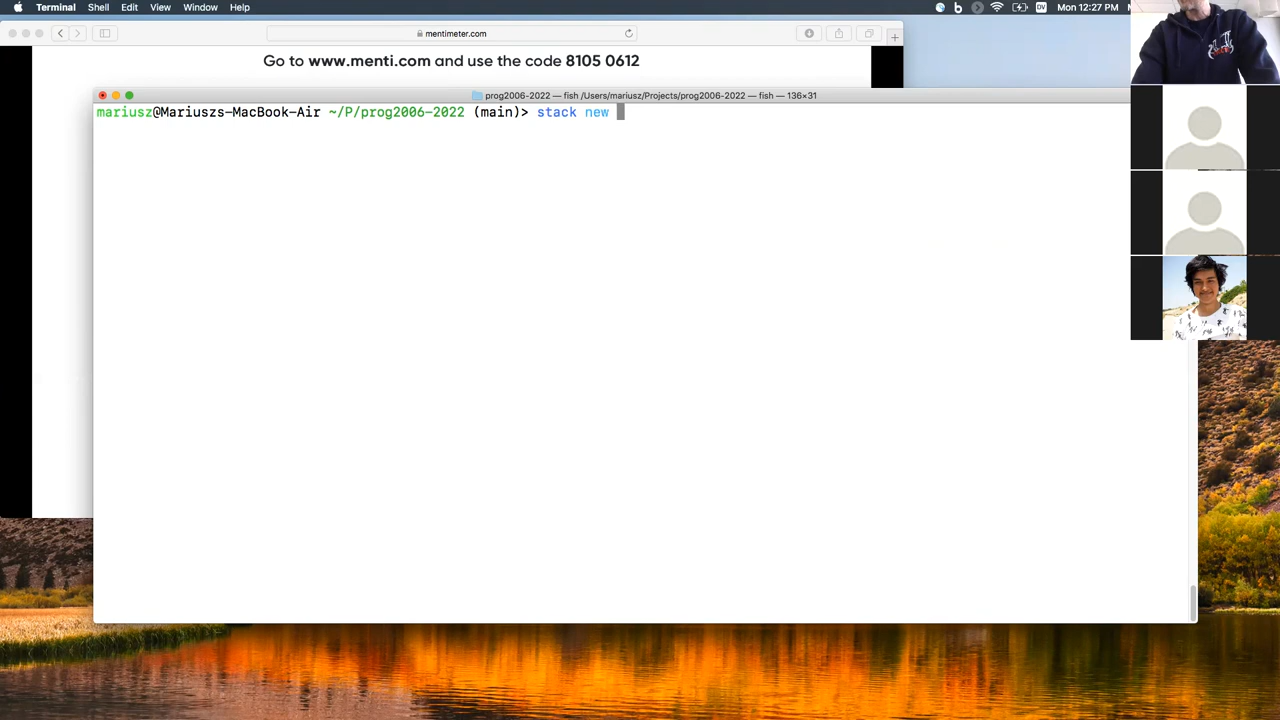 Terminal Shell Edit View Window Help
Mon 12:27 PM
mentimeter.com
Go to www.menti.com and use the code 8105 0612
prog2006-2022 — fish /Users/mariusz/Projects/prog2006-2022 — fish — 136×31
mariusz@Mariuszs-MacBook-Air ~/P/prog2006-2022 (main)> stack new